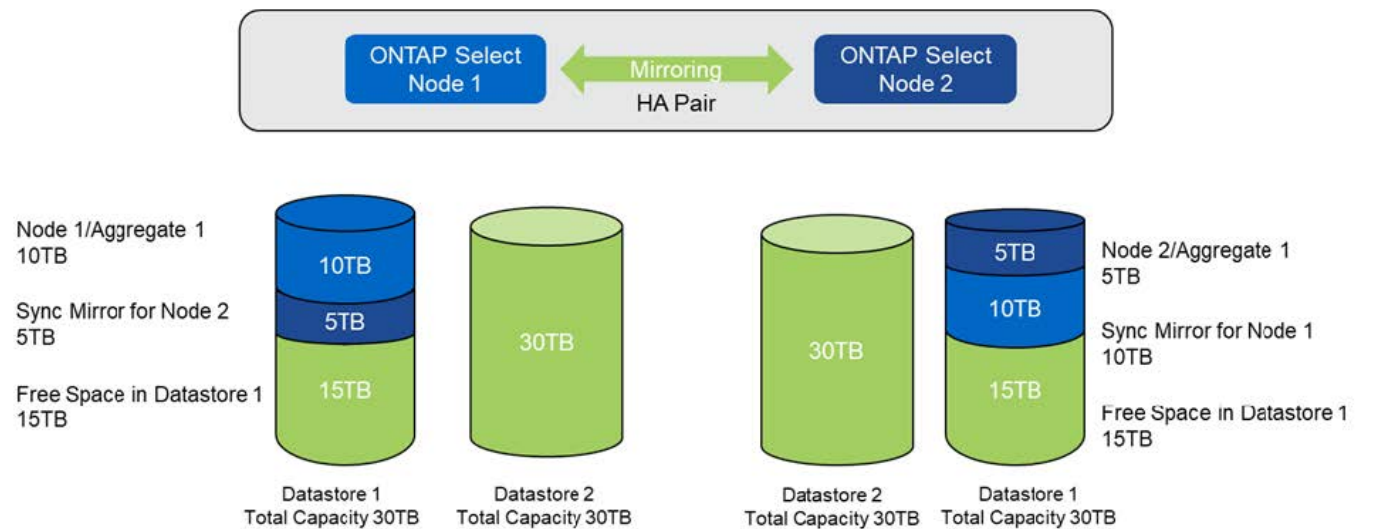 ONTAP Select
Node 1
Mirroring
HA Pair
ONTAP Select
Node 2
Node 1/Aggregate 1
10TB
Sync Mirror for Node 2
5TB
Free Space in Datastore 1
15TB
10TB
5TB
15TB
Datastore 1
Total Capacity 30TB
30TB
Datastore 2
Total Capacity 30TB
30TB
Datastore 2
Total Capacity 30TB
5TB
10TB
15TB
Datastore 1
Total Capacity 30TB
Node 2/Aggregate 1
5TB
Sync Mirror for Node 1
10TB
Free Space in Datastore 1
15TB